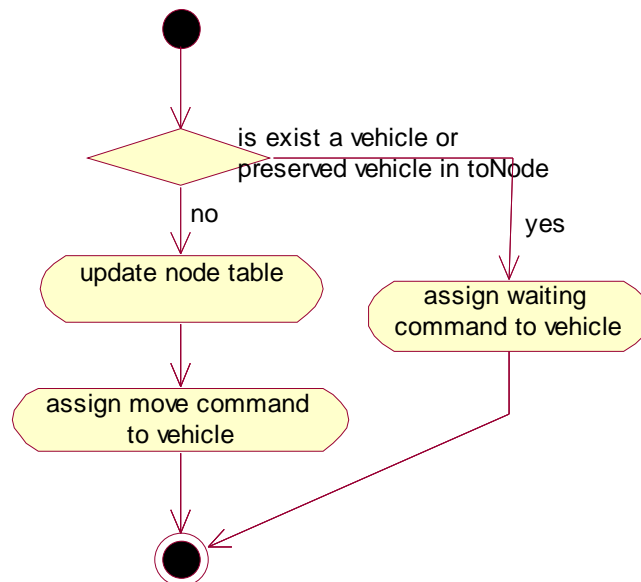 is exist a vehicle or
preserved vehicle in toNode
no
yes
update node table
assign waiting
command to vehicle
assign move command
to vehicle